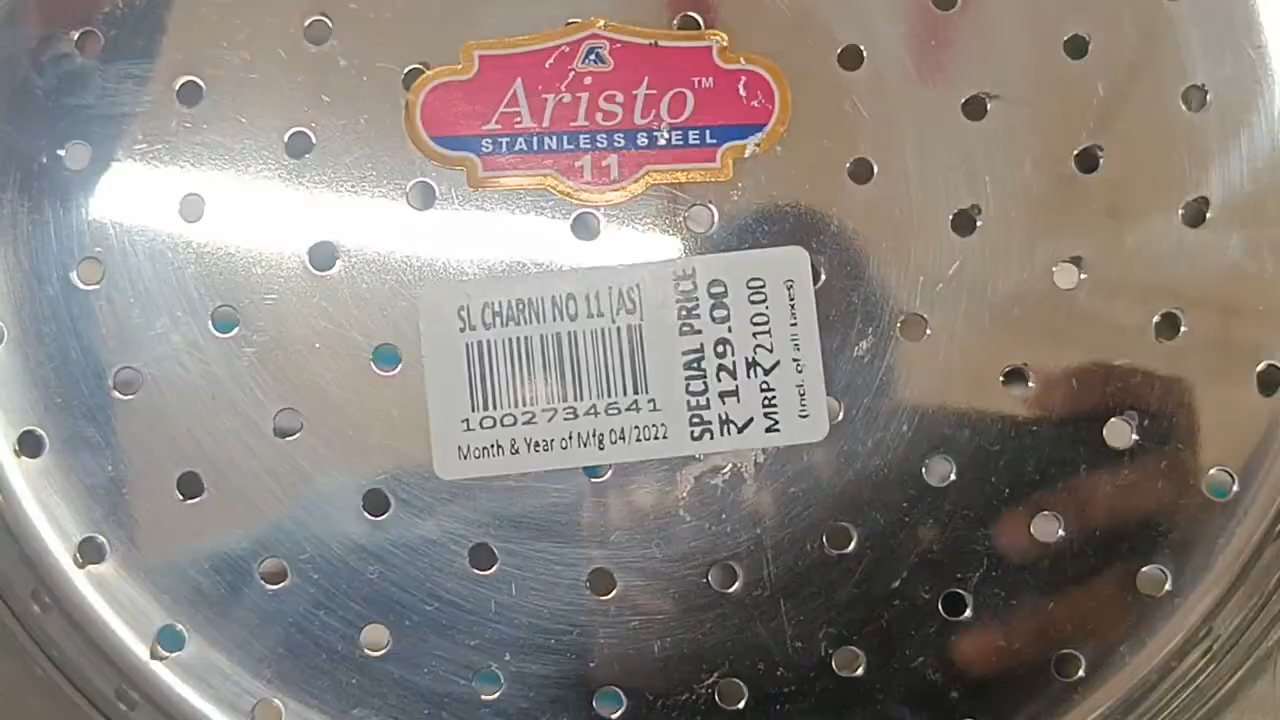 Aristo™
STAINLESS STEEL
11
SL CHARNI NO 11 [AS]
1002734641
Month & Year of Mfg 04/2022
SPECIAL PRICE
₹129.00
MRP₹210.00
(Incl. of all taxes)